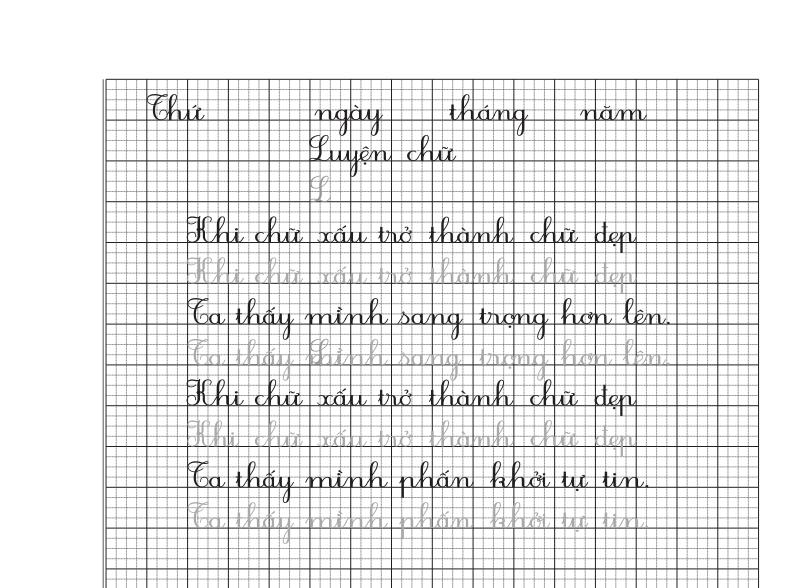 Thứ ngày tháng năm
Luyện chữ
L
Khi chữ xấu trở thành chữ đẹp
Khi chữ xấu trở thành chữ đẹp
Ta thấy mình sang trọng hơn lên.
Ta thấy mình sang trọng hơn lên.
Khi chữ xấu trở thành chữ đẹp
Khi chữ xấu trở thành chữ đẹp
Ta thấy mình phấn khởi tự tin.
Ta thấy mình phấn khởi tự tin.